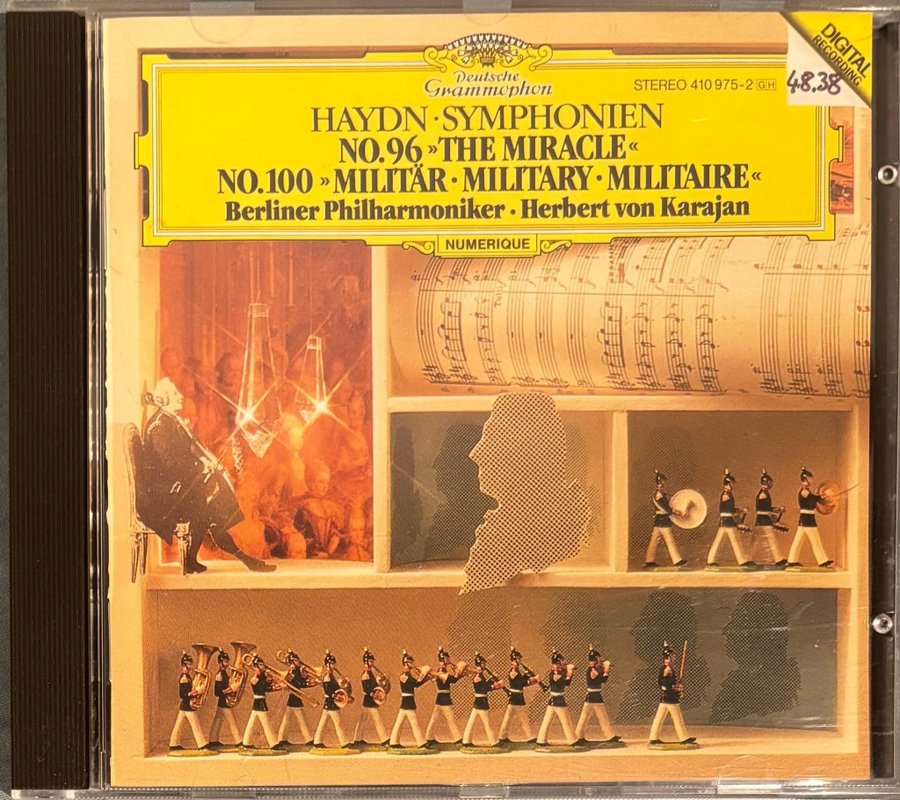 Deutsche
Grammophon
STEREO 410 975-2 GH
DIGITAL
RECORDING
48.38
HAYDN · SYMPHONIEN
NO. 96 »THE MIRACLE«
NO. 100 »MILITÄR · MILITARY · MILITAIRE«
Berliner Philharmoniker · Herbert von Karajan
NUMERIQUE